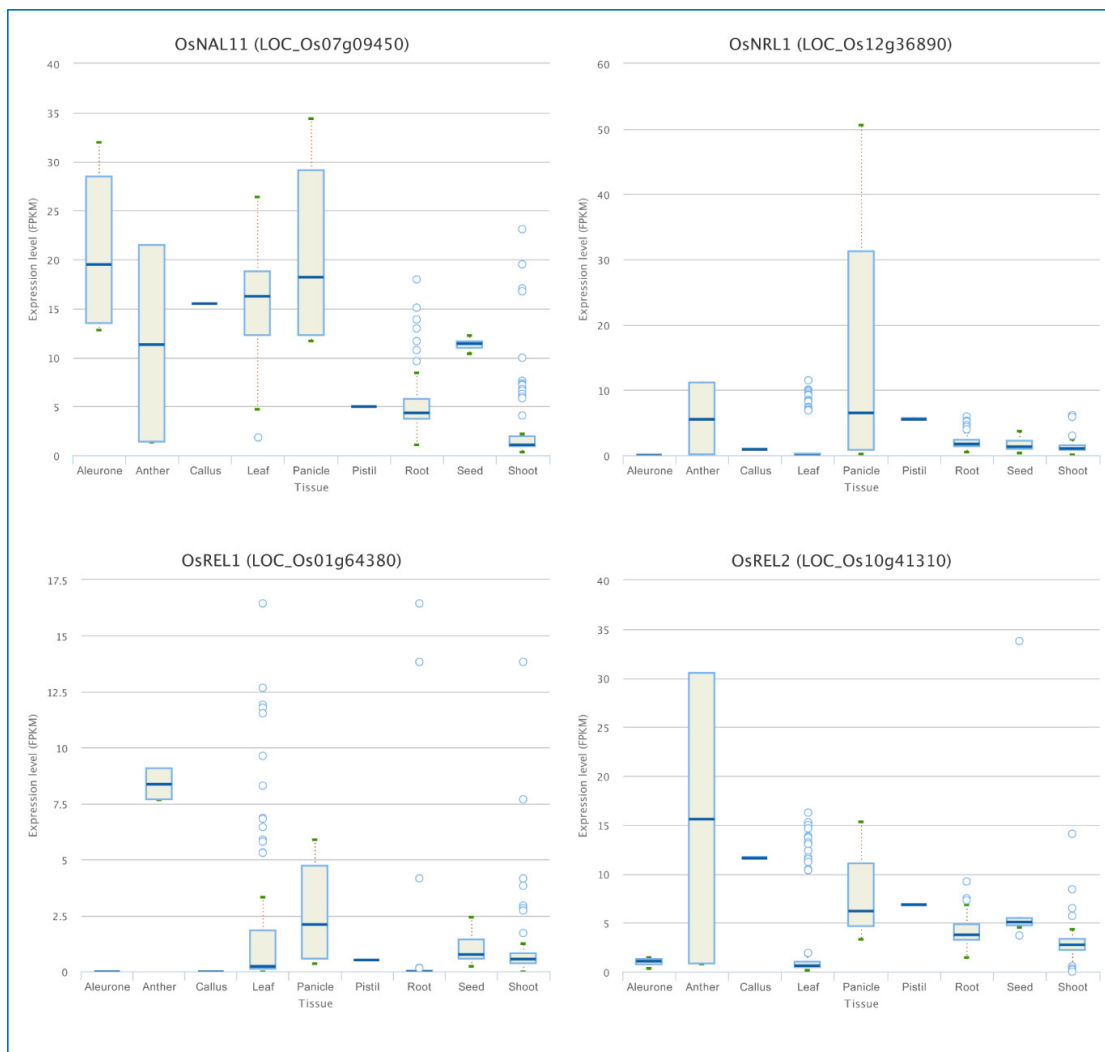 OsNAL11 (LOC_Os07g09450)
40
35
30
25
20
15
10
5
0
Expression level (FPKM)
Aleurone Anther Callus Leaf Panicle Pistil Root Seed Shoot
Tissue
OsNRL1 (LOC_Os12g36890)
60
50
40
30
20
10
0
Expression level (FPKM)
Aleurone Anther Callus Leaf Panicle Pistil Root Seed Shoot
Tissue
OsREL1 (LOC_Os01g64380)
17.5
15
12.5
10
7.5
5
2.5
0
Expression level (FPKM)
Aleurone Anther Callus Leaf Panicle Pistil Root Seed Shoot
Tissue
OsREL2 (LOC_Os10g41310)
40
35
30
25
20
15
10
5
0
Expression level (FPKM)
Aleurone Anther Callus Leaf Panicle Pistil Root Seed Shoot
Tissue